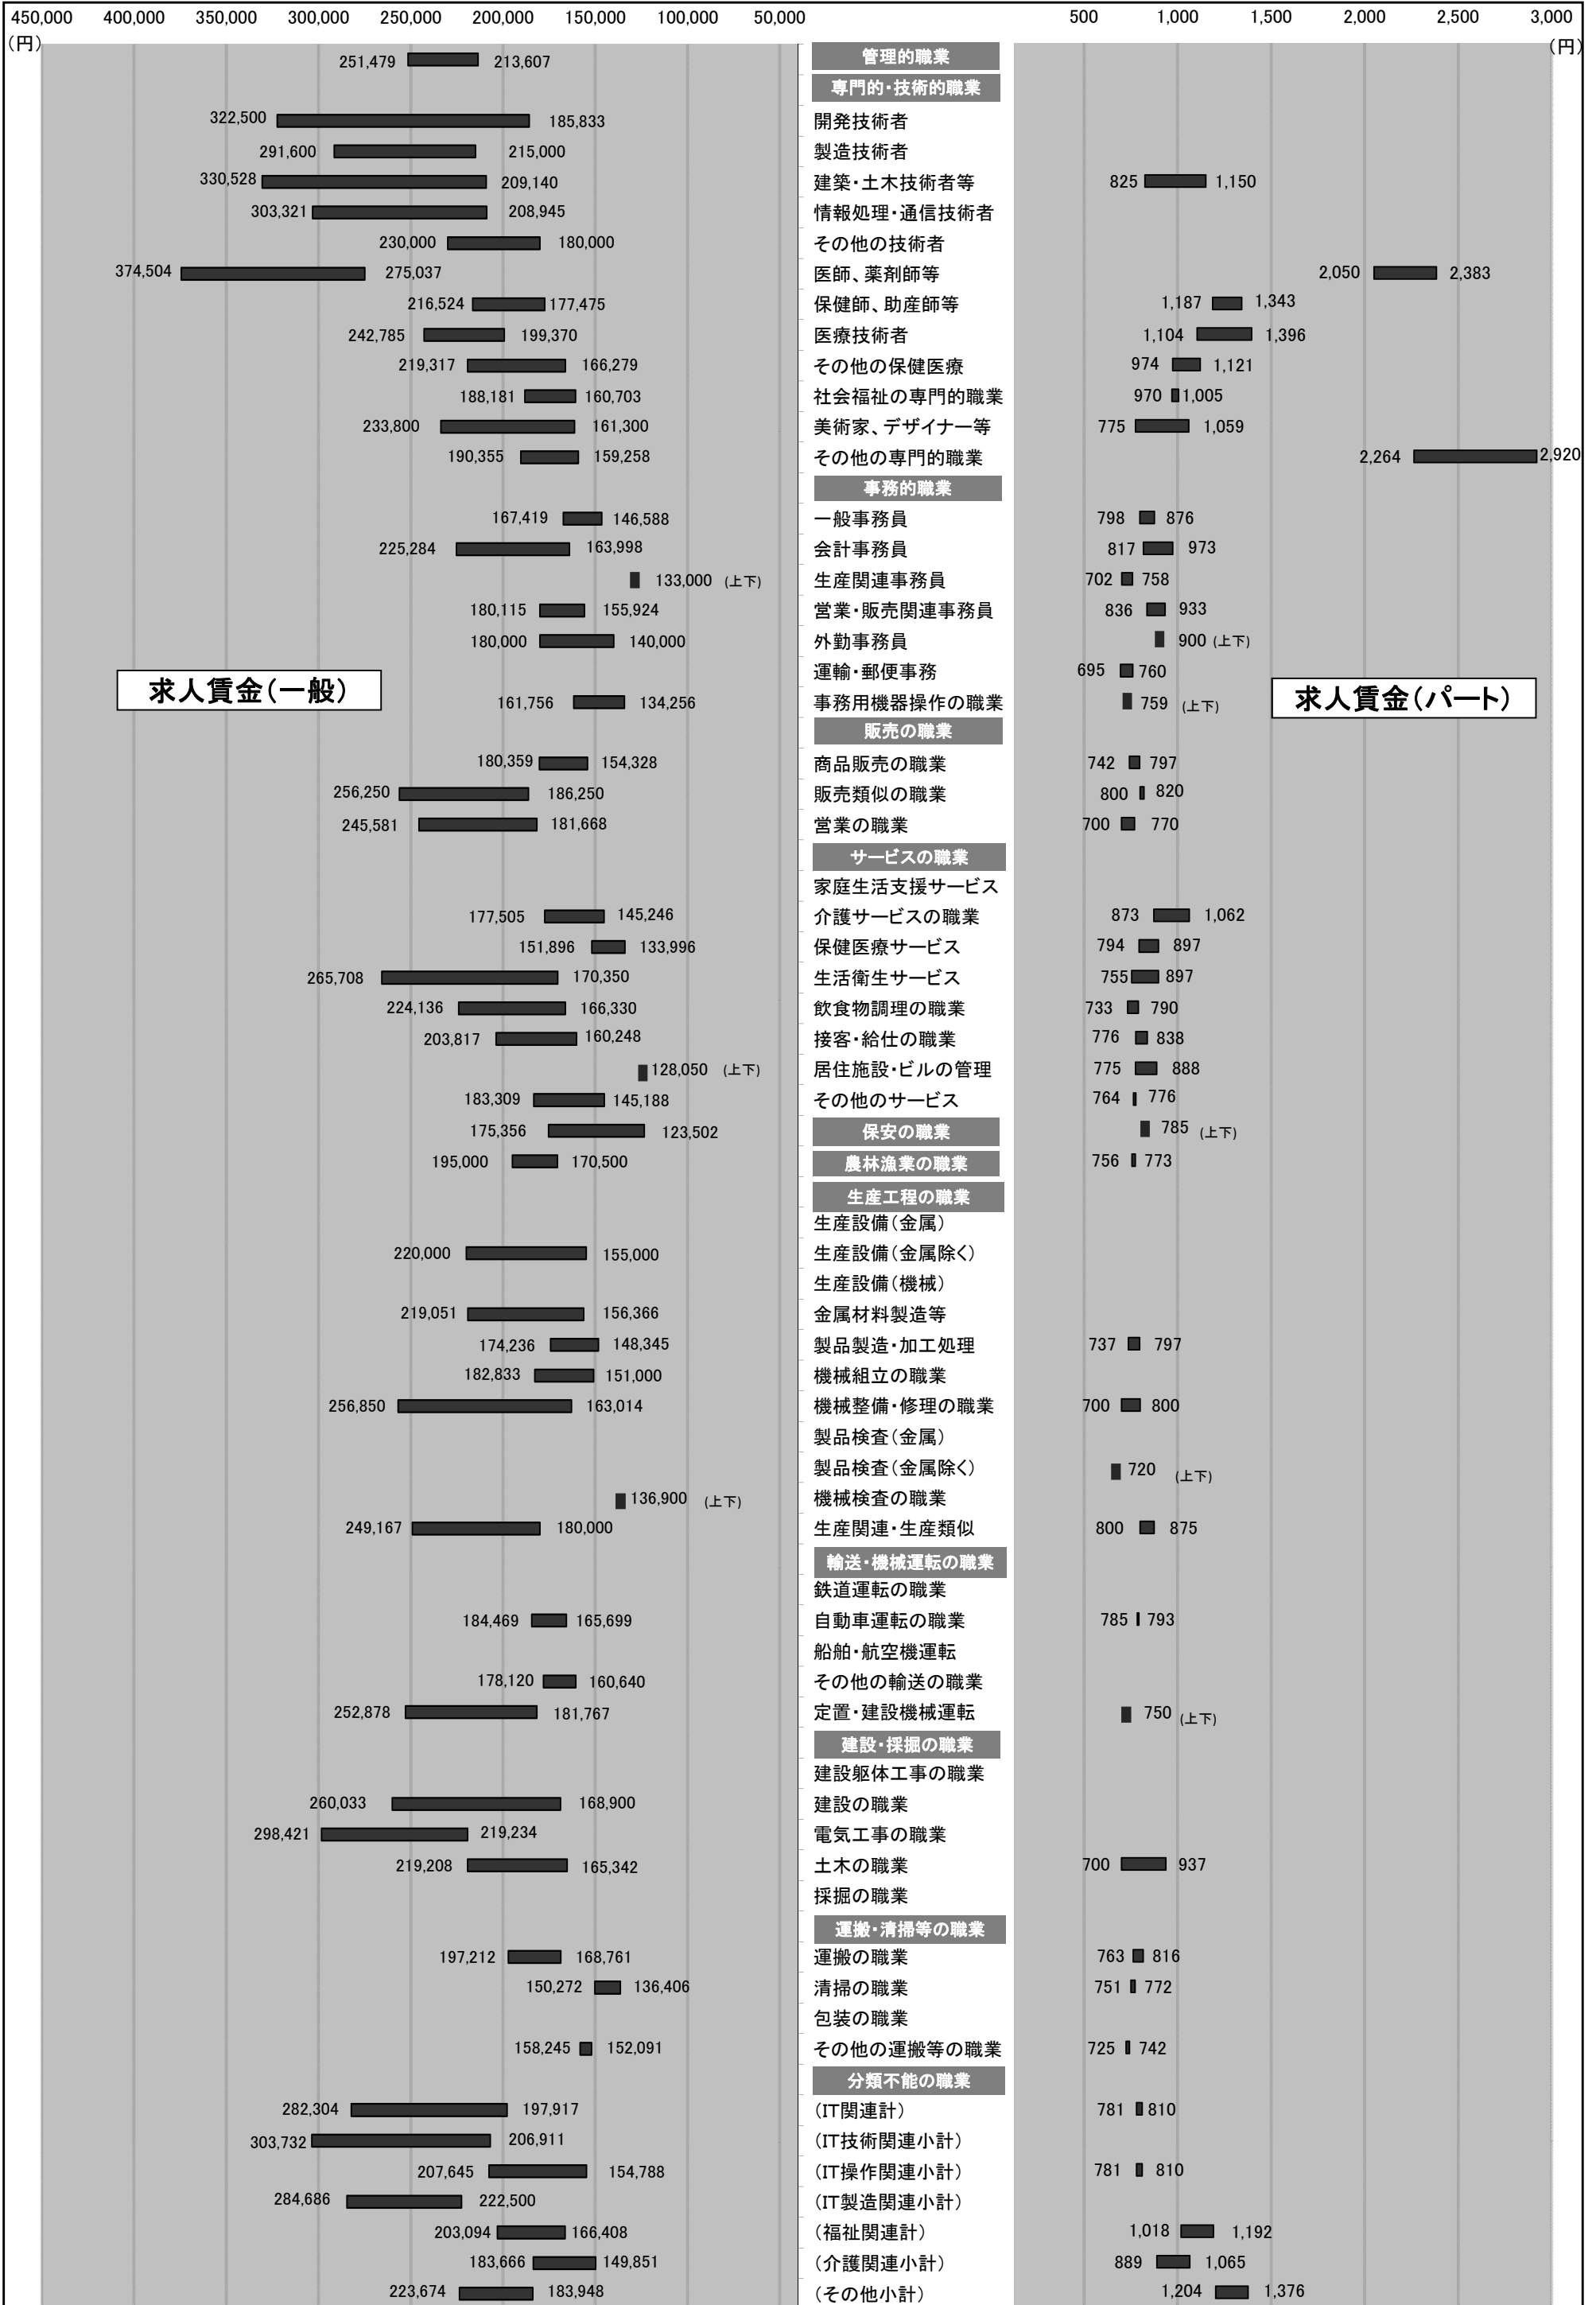 450,000 400,000 350,000 300,000 250,000 200,000 150,000 100,000 50,000 500 1,000 1,500 2,000 2,500 3,000
(円) (円)
251,479 213,607 管理的職業
専門的・技術的職業
322,500 185,833 開発技術者
291,600 215,000 製造技術者
330,528 209,140 建築・土木技術者等 825 1,150
303,321 208,945 情報処理・通信技術者
230,000 180,000 その他の技術者
374,504 275,037 医師、薬剤師等 2,050 2,383
216,524 177,475 保健師、助産師等 1,187 1,343
242,785 199,370 医療技術者 1,104 1,396
219,317 166,279 その他の保健医療 974 1,121
188,181 160,703 社会福祉の専門的職業 970 1,005
233,800 161,300 美術家、デザイナー等 775 1,059
190,355 159,258 その他の専門的職業 2,264 2,920
事務的職業
167,419 146,588 一般事務員 798 876
225,284 163,998 会計事務員 817 973
133,000 (上下) 生産関連事務員 702 758
180,115 155,924 営業・販売関連事務員 836 933
180,000 140,000 外勤事務員 900 (上下)
運輸・郵便事務 695 760
求人賃金(一般) 求人賃金(パート)
161,756 134,256 事務用機器操作の職業 759 (上下)
販売の職業
180,359 154,328 商品販売の職業 742 797
256,250 186,250 販売類似の職業 800 820
245,581 181,668 営業の職業 700 770
サービスの職業
家庭生活支援サービス
177,505 145,246 介護サービスの職業 873 1,062
151,896 133,996 保健医療サービス 794 897
265,708 170,350 生活衛生サービス 755 897
224,136 166,330 飲食物調理の職業 733 790
203,817 160,248 接客・給仕の職業 776 838
128,050 (上下) 居住施設・ビルの管理 775 888
183,309 145,188 その他のサービス 764 776
175,356 123,502 保安の職業 785 (上下)
195,000 170,500 農林漁業の職業 756 773
生産工程の職業
生産設備(金属)
220,000 155,000 生産設備(金属除く)
生産設備(機械)
219,051 156,366 金属材料製造等
174,236 148,345 製品製造・加工処理 737 797
182,833 151,000 機械組立の職業
256,850 163,014 機械整備・修理の職業 700 800
製品検査(金属)
製品検査(金属除く) 720 (上下)
136,900 (上下) 機械検査の職業
249,167 180,000 生産関連・生産類似 800 875
輸送・機械運転の職業
鉄道運転の職業
184,469 165,699 自動車運転の職業 785 793
船舶・航空機運転
178,120 160,640 その他の輸送の職業
252,878 181,767 定置・建設機械運転 750 (上下)
建設・採掘の職業
建設躯体工事の職業
260,033 168,900 建設の職業
298,421 219,234 電気工事の職業
219,208 165,342 土木の職業 700 937
採掘の職業
運搬・清掃等の職業
197,212 168,761 運搬の職業 763 816
150,272 136,406 清掃の職業 751 772
包装の職業
158,245 152,091 その他の運搬等の職業 725 742
分類不能の職業
282,304 197,917 (IT関連計) 781 810
303,732 206,911 (IT技術関連小計)
207,645 154,788 (IT操作関連小計) 781 810
284,686 222,500 (IT製造関連小計)
203,094 166,408 (福祉関連計) 1,018 1,192
183,666 149,851 (介護関連小計) 889 1,065
223,674 183,948 (その他小計) 1,204 1,376